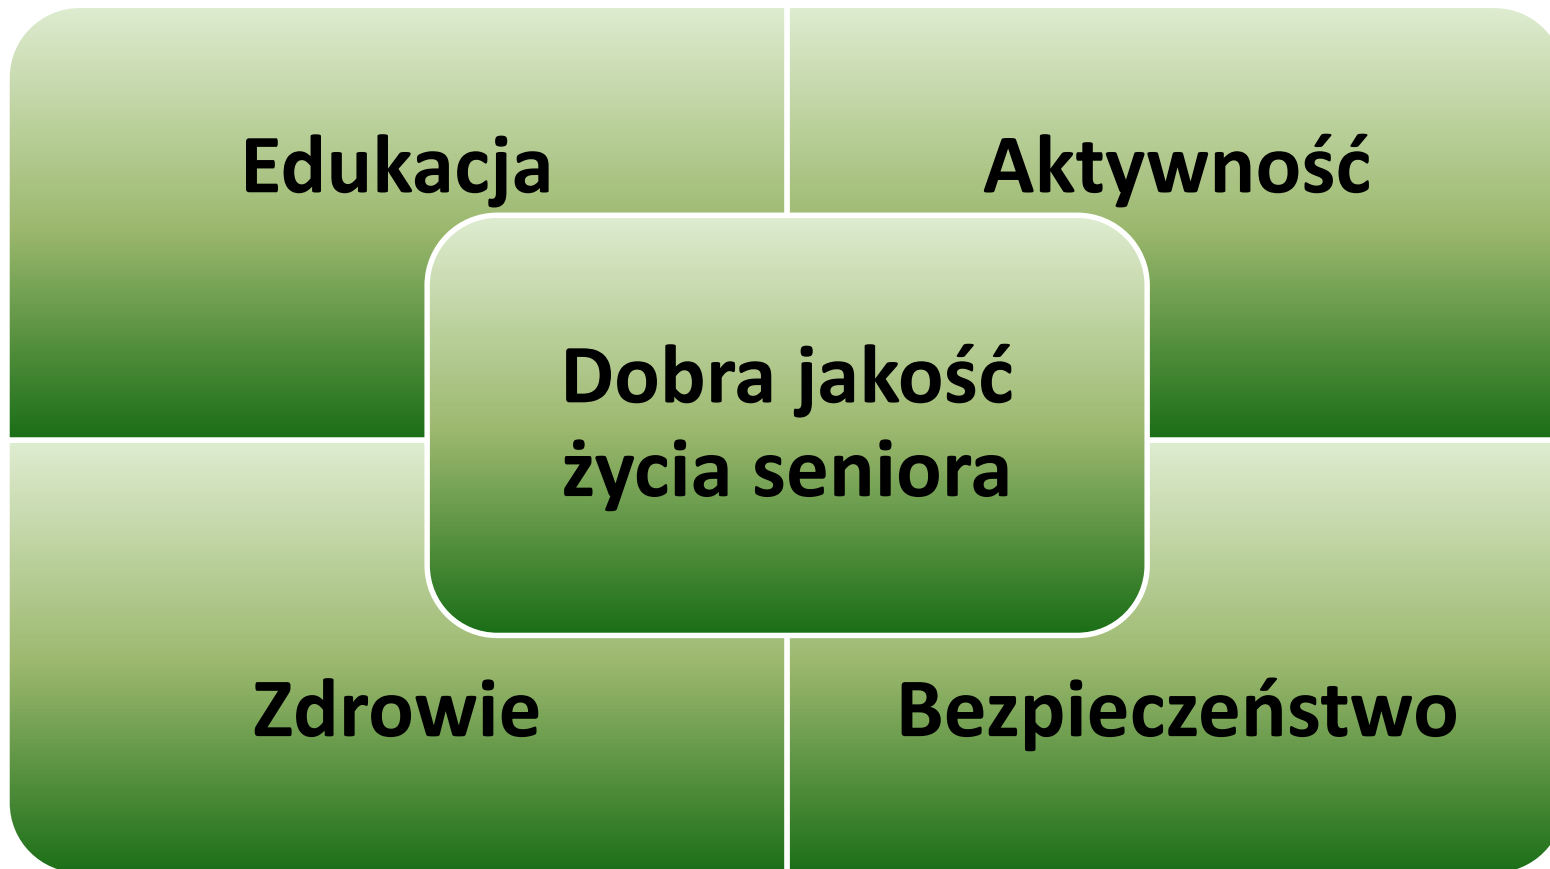 Edukacja
Aktywność
Dobra jakość
życia seniora
Zdrowie
Bezpieczeństwo